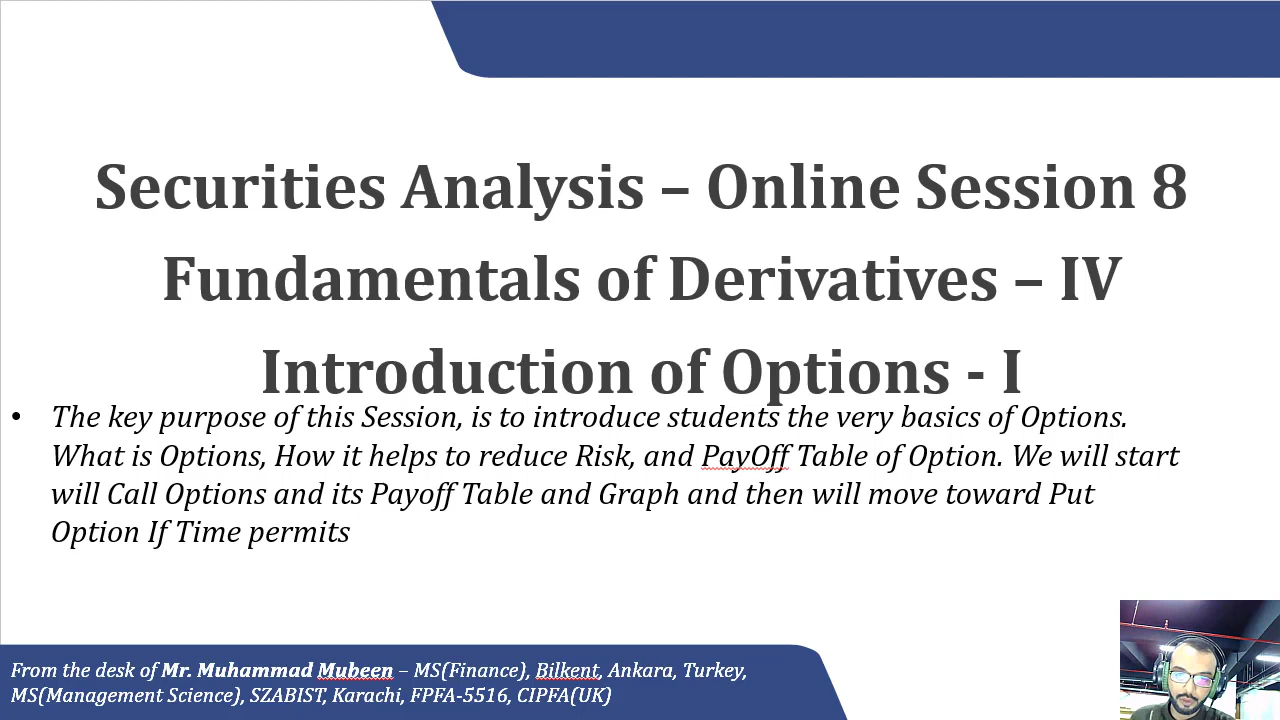 Securities Analysis – Online Session 8
Fundamentals of Derivatives – IV
Introduction of Options - I
• The key purpose of this Session, is to introduce students the very basics of Options.
What is Options, How it helps to reduce Risk, and PayOff Table of Option. We will start
will Call Options and its Payoff Table and Graph and then will move toward Put
Option If Time permits
From the desk of Mr. Muhammad Mubeen – MS(Finance), Bilkent, Ankara, Turkey,
MS(Management Science), SZABIST, Karachi, FPFA-5516, CIPFA(UK)